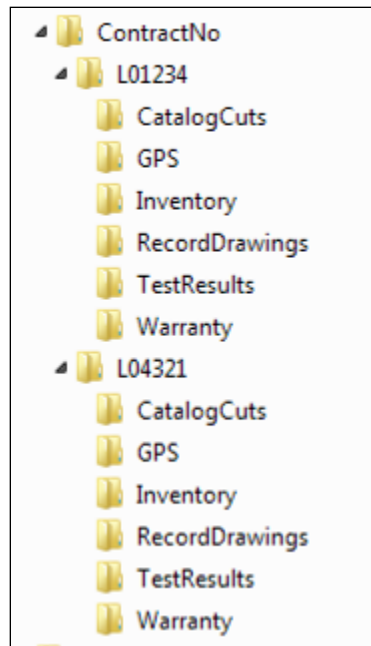 ContractNo
L01234
CatalogCuts
GPS
Inventory
RecordDrawings
TestResults
Warranty
L04321
CatalogCuts
GPS
Inventory
RecordDrawings
TestResults
Warranty